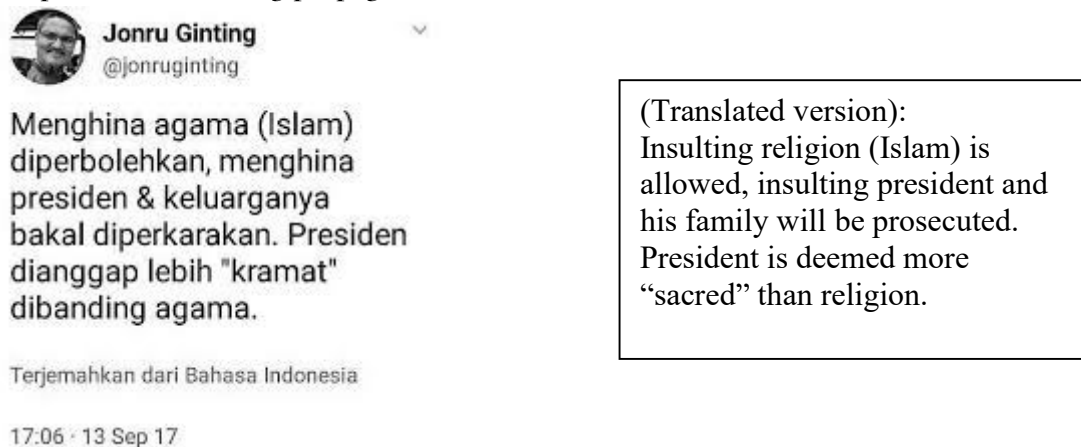 Jonru Ginting
@jonruginting
Menghina agama (Islam)
diperbolehkan, menghina
presiden & keluarganya
bakal diperkarakan. Presiden
dianggap lebih "kramat"
dibanding agama.
Terjemahkan dari Bahasa Indonesia
17:06 · 13 Sep 17
(Translated version):
Insulting religion (Islam) is
allowed, insulting president and
his family will be prosecuted.
President is deemed more
“sacred” than religion.